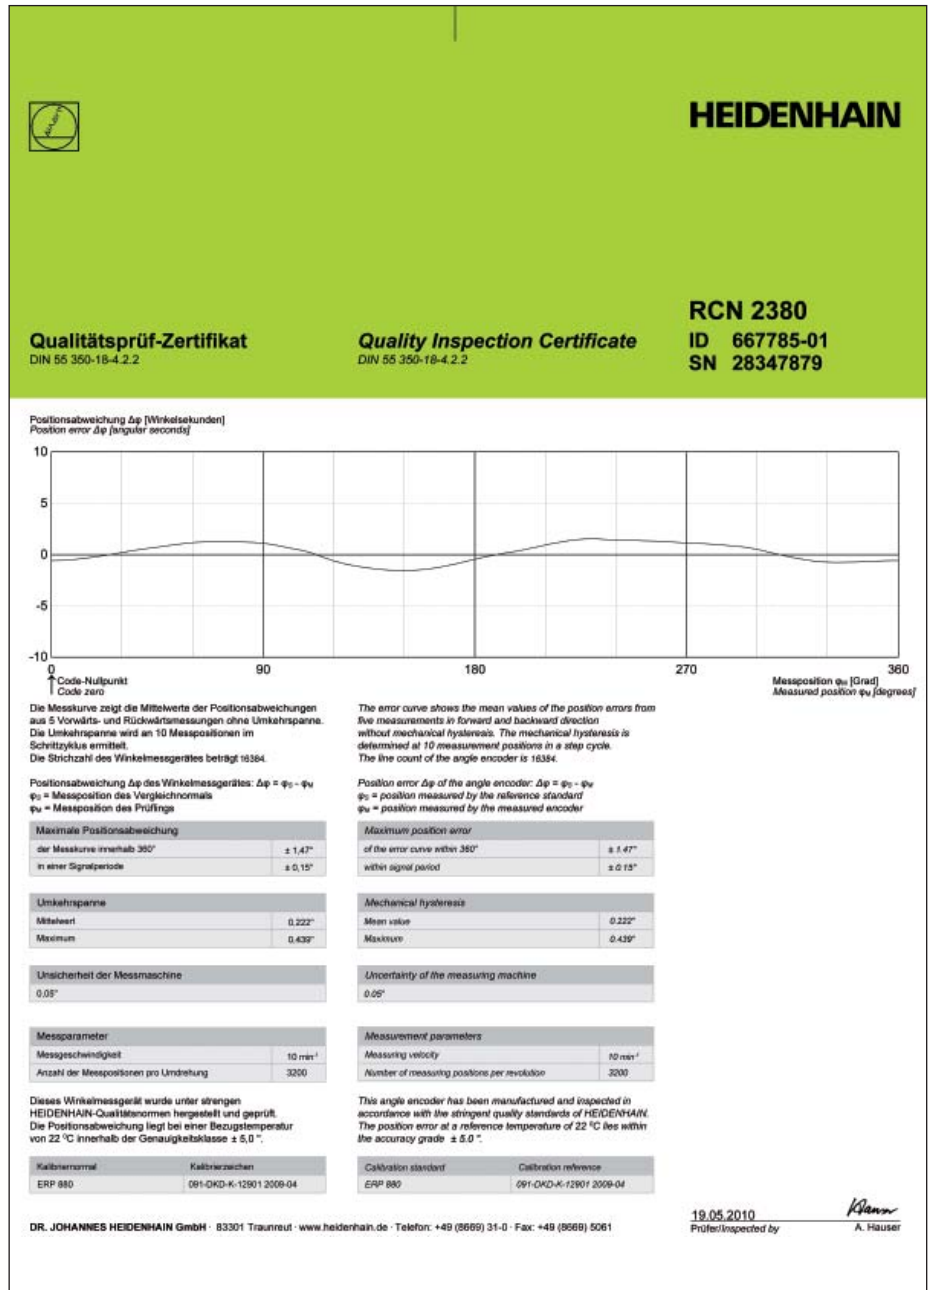 HEIDENHAIN
RCN 2380
ID 667785-01
SN 28347879
Qualitätsprüf-Zertifikat
DIN 55 350-18-4.2.2
Quality Inspection Certificate
DIN 55 350-18-4.2.2
Positionsabweichung Δφ [Winkelsekunden]
Position error Δφ [angular seconds]
10
5
0
-5
-10
0
90
180
270
360
Code-Nullpunkt
Code zero
Messposition φM [Grad]
Measured position φM [degrees]
Die Messkurve zeigt die Mittelwerte der Positionsabweichungen
aus 5 Vorwärts- und Rückwärtsmessungen ohne Umkehrspanne.
Die Umkehrspanne wird an 10 Messpositionen im
Schrittzyklus ermittelt.
Die Strichzahl des Winkelmessgerätes beträgt 16384.
Positionsabweichung Δφ des Winkelmessgerätes: Δφ = φS - φM
φS = Messposition des Vergleichnormals
φM = Messposition des Prüflings
The error curve shows the mean values of the position errors from
five measurements in forward and backward direction
without mechanical hysteresis. The mechanical hysteresis is
determined at 10 measurement positions in a step cycle.
The line count of the angle encoder is 16384.
Position error Δφ of the angle encoder: Δφ = φS - φM
φS = position measured by the reference standard
φM = position measured by the measured encoder
Maximale Positionsabweichung
der Messkurve innerhalb 360° ± 1,47"
in einer Signalperiode ± 0,15"
Maximum position error
of the error curve within 360° ± 1.47"
within signal period ± 0.15"
Umkehrspanne
Mittelwert 0,222"
Maximum 0,439"
Mechanical hysteresis
Mean value 0.222"
Maximum 0.439"
Unsicherheit der Messmaschine
0,05"
Uncertainty of the measuring machine
0.05"
Messparameter
Messgeschwindigkeit 10 min⁻¹
Anzahl der Messpositionen pro Umdrehung 3200
Measurement parameters
Measuring velocity 10 min⁻¹
Number of measuring positions per revolution 3200
Dieses Winkelmessgerät wurde unter strengen
HEIDENHAIN-Qualitätsnormen hergestellt und geprüft.
Die Positionsabweichung liegt bei einer Bezugstemperatur
von 22 °C innerhalb der Genauigkeitsklasse ± 5,0 ".
This angle encoder has been manufactured and inspected in
accordance with the stringent quality standards of HEIDENHAIN.
The position error at a reference temperature of 22 °C lies within
the accuracy grade ± 5.0 ".
Kalibriernormal Kalibrierzeichen
ERP 880 091-DKD-K-12901 2009-04
Calibration standard Calibration reference
ERP 880 091-DKD-K-12901 2009-04
DR. JOHANNES HEIDENHAIN GmbH · 83301 Traunreut · www.heidenhain.de · Telefon: +49 (8669) 31-0 · Fax: +49 (8669) 5061
19.05.2010
Prüfer/Inspected by
A. Hauser